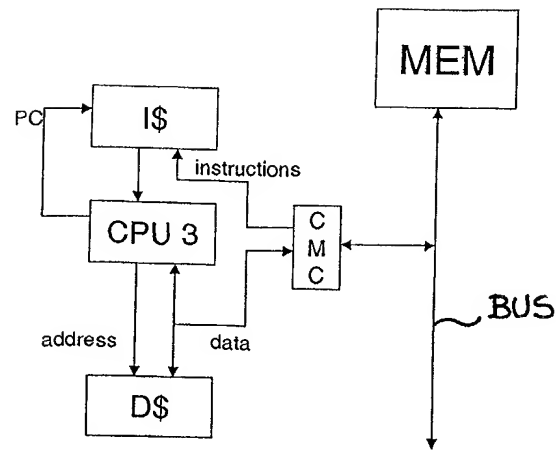 MEM
PC
I$
instructions
CPU 3
C
M
C
BUS
address
data
D$